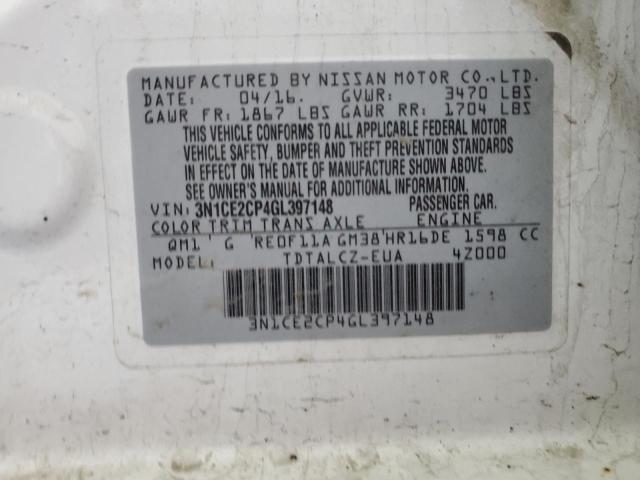 MANUFACTURED BY NISSAN MOTOR CO., LTD.
DATE: 04/16. GVWR: 3470 LBS
GAWR FR: 1867 LBS GAWR RR: 1704 LBS
THIS VEHICLE CONFORMS TO ALL APPLICABLE FEDERAL MOTOR
VEHICLE SAFETY, BUMPER AND THEFT PREVENTION STANDARDS
IN EFFECT ON THE DATE OF MANUFACTURE SHOWN ABOVE.
SEE OWNER'S MANUAL FOR ADDITIONAL INFORMATION.
VIN: 3N1CE2CP4GL397148 PASSENGER CAR.
COLOR TRIM TRANS AXLE ENGINE
QM1 G RE0F11A GM38 HR16DE 1598 CC
MODEL: TDTALCZ-EUA 4Z000
3N1CE2CP4GL397148